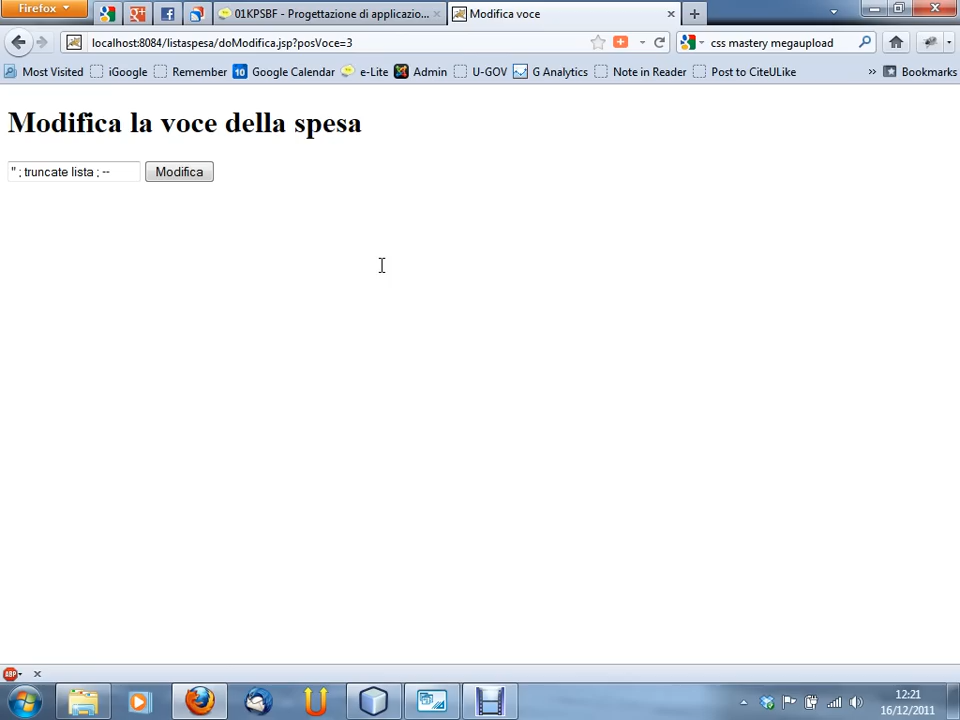 Firefox
01KPSBF - Progettazione di applicazio...
Modifica voce
localhost:8084/listaspesa/doModifica.jsp?posVoce=3
css mastery megaupload
Most Visited
iGoogle
Remember
10
Google Calendar
e-Lite
Admin
U-GOV
G Analytics
Note in Reader
Post to CiteULike
»
Bookmarks
Modifica la voce della spesa
" ; truncate lista ; --
Modifica
ABP
12:21
16/12/2011